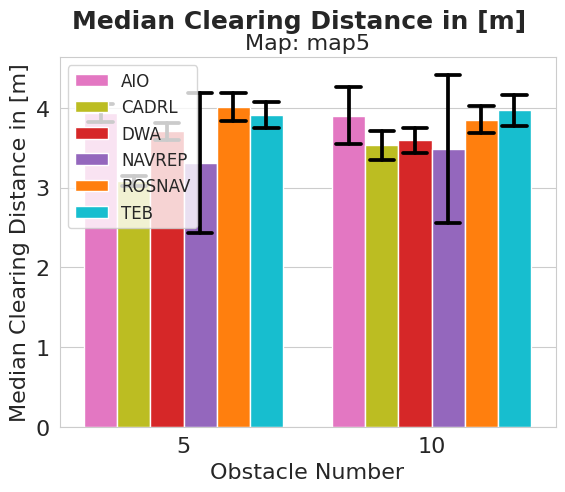 Median Clearing Distance in [m]
Map: map5
Median Clearing Distance in [m]
4
3
2
1
0
AIO
CADRL
DWA
NAVREP
ROSNAV
TEB
5
10
Obstacle Number